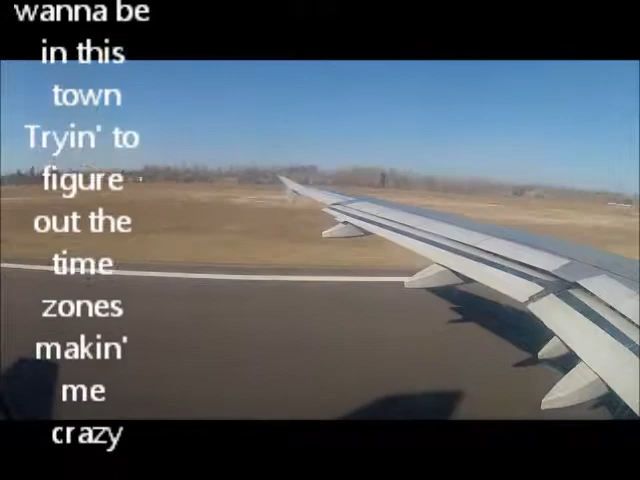 wanna be
in this
town
Tryin' to
figure
out the
time
zones
makin'
me
crazy